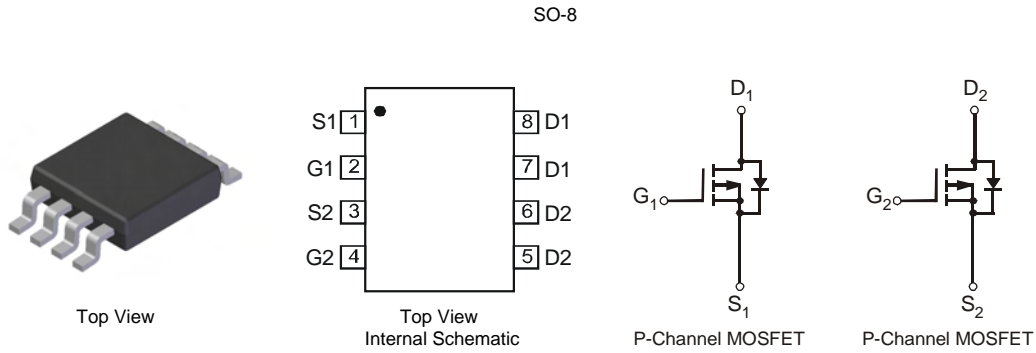 SO-8
S1 1 8 D1
G1 2 7 D1
S2 3 6 D2
G2 4 5 D2
Top View
Top View
Internal Schematic
D1
G1
S1
P-Channel MOSFET
D2
G2
S2
P-Channel MOSFET